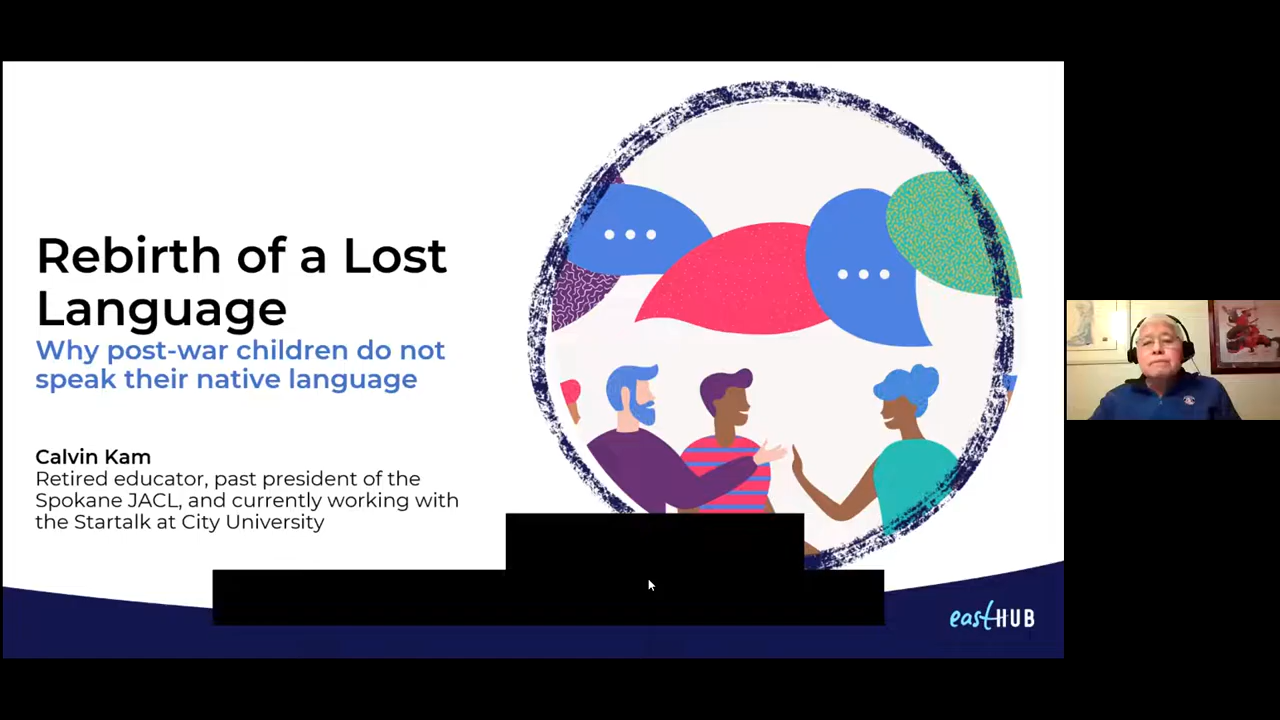 Rebirth of a Lost
Language
Why post-war children do not
speak their native language
Calvin Kam
Retired educator, past president of the
Spokane JACL, and currently working with
the Startalk at City University
eastHUB